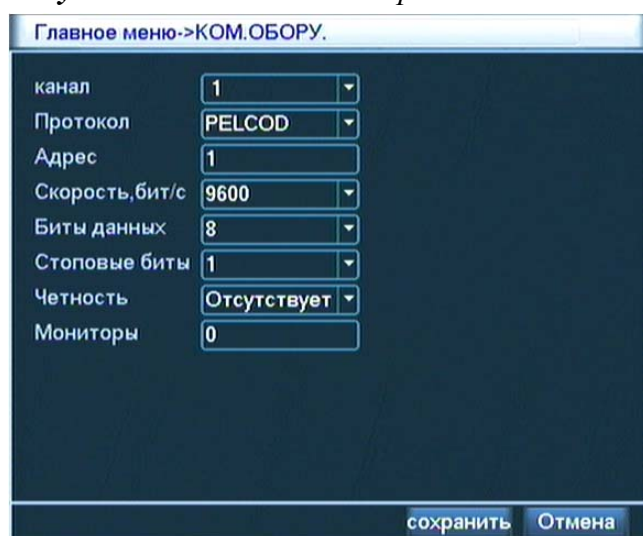 Главное меню->КОМ.ОБОРУ.
канал 1
Протокол PELCOD
Адрес 1
Скорость,бит/с 9600
Биты данных 8
Стоповые биты 1
Четность Отсутствует
Мониторы 0
сохранить Отмена